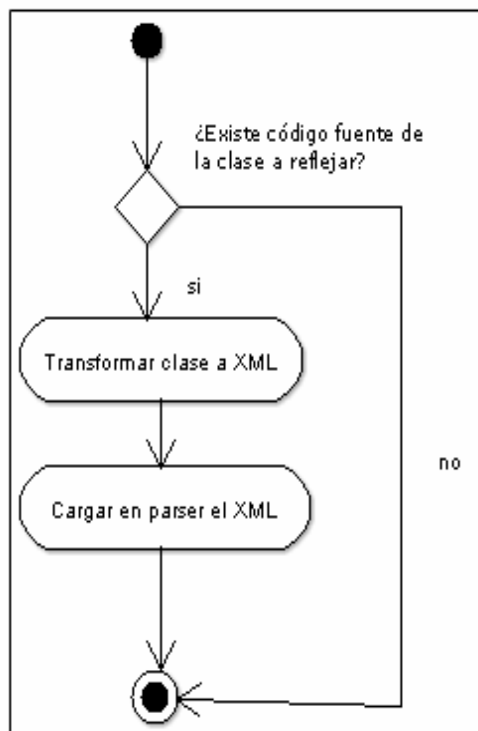 ¿Existe código fuente de
la clase a reflejar?
si
Transformar clase a XML
no
Cargar en parser el XML